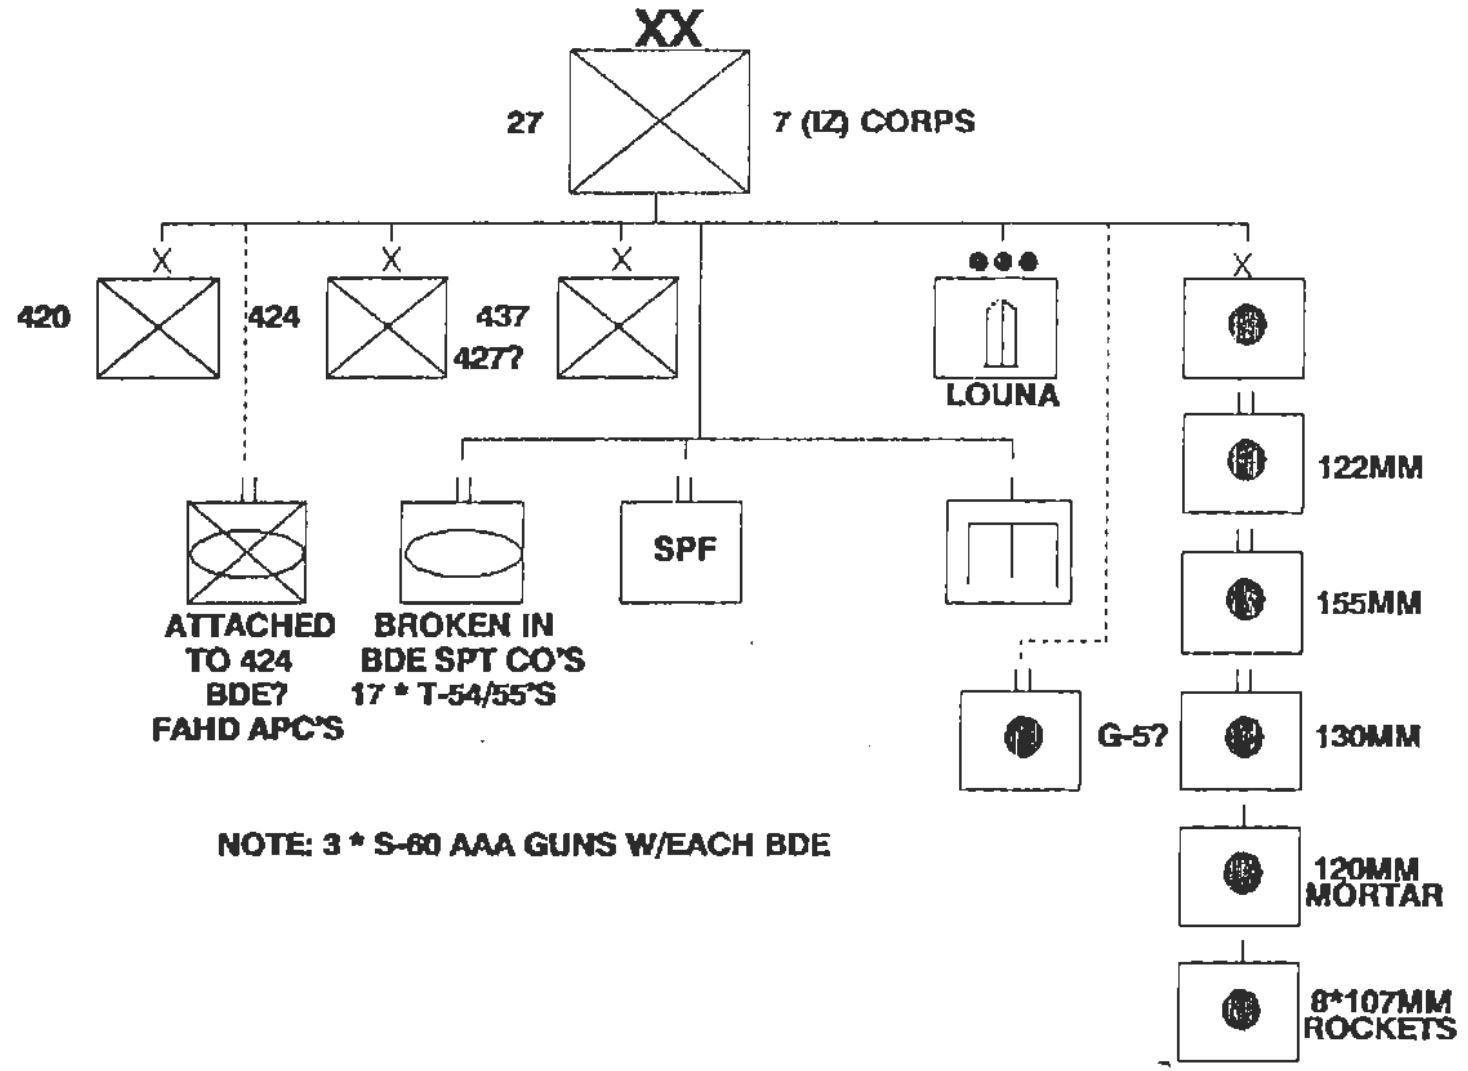 XX
27
7 (IZ) CORPS
X
X
X
X
420
424
437
427?
LOUNA
122MM
SPF
ATTACHED
TO 424
BDE?
FAHD APC'S
BROKEN IN
BDE SPT CO'S
17 * T-54/55'S
155MM
G-5?
130MM
NOTE: 3 * S-60 AAA GUNS W/EACH BDE
120MM
MORTAR
8*107MM
ROCKETS